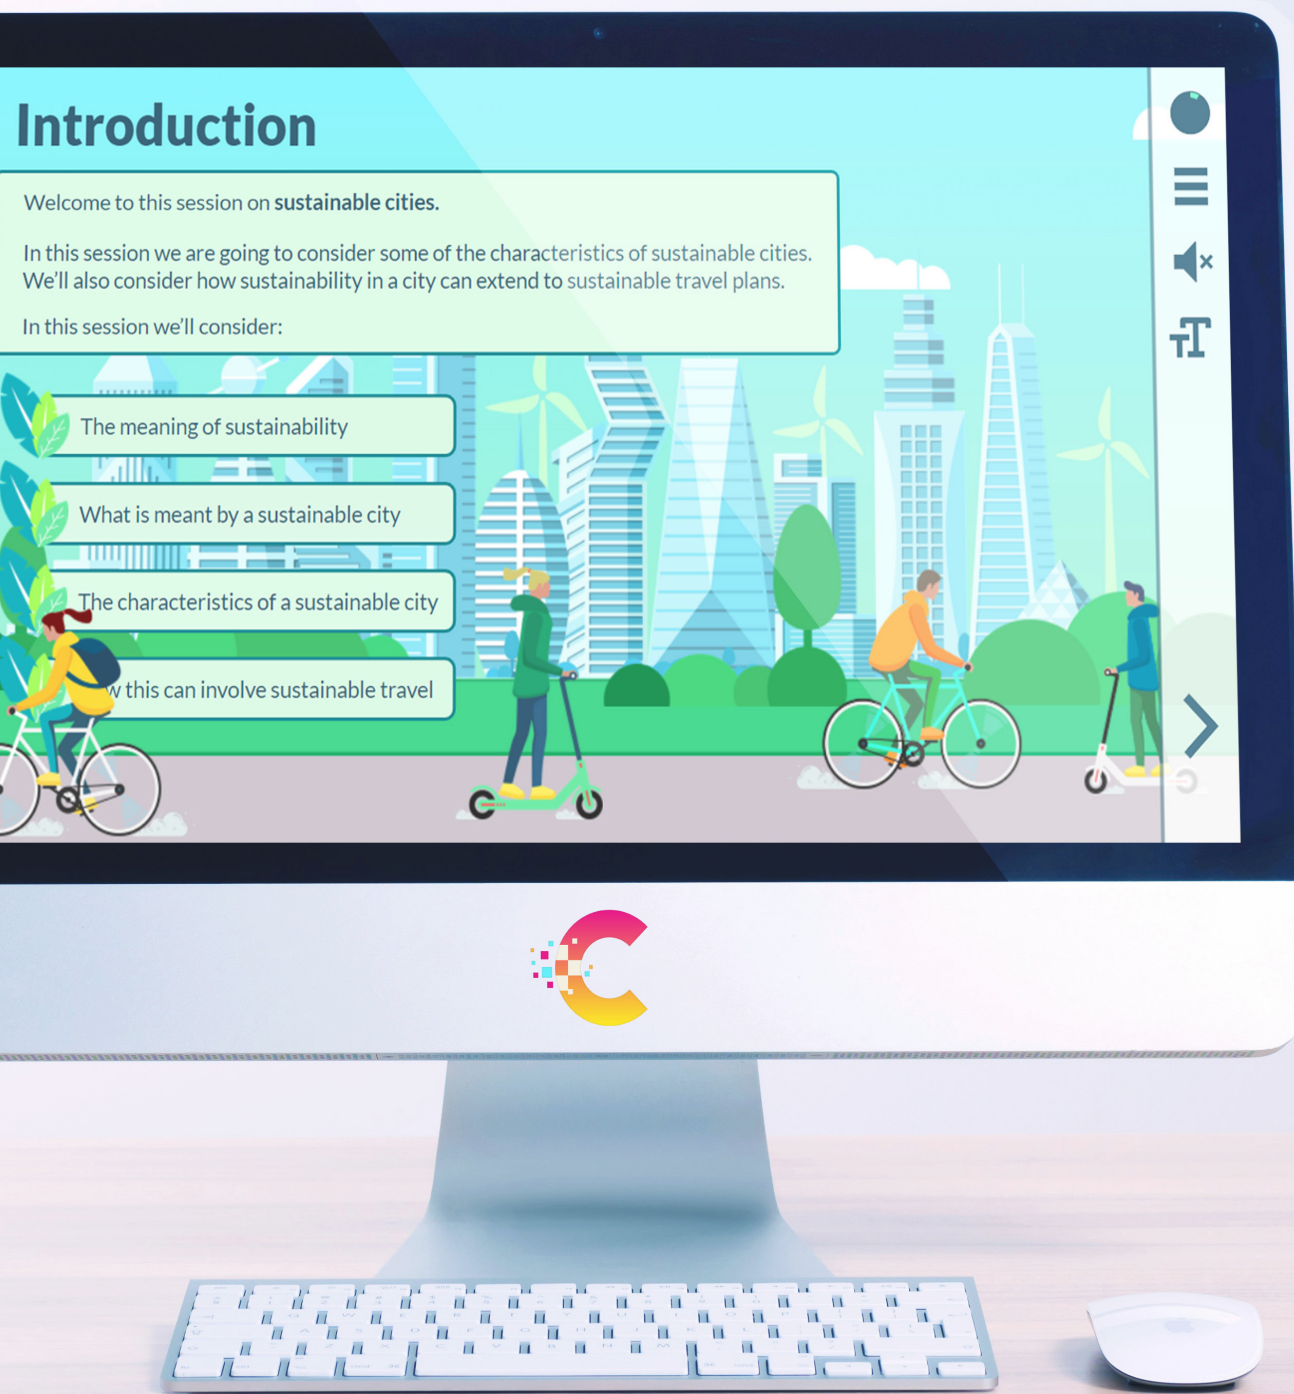 Introduction
Welcome to this session on sustainable cities.
In this session we are going to consider some of the characteristics of sustainable cities.
We'll also consider how sustainability in a city can extend to sustainable travel plans.
In this session we'll consider:
The meaning of sustainability
What is meant by a sustainable city
The characteristics of a sustainable city
this can involve sustainable travel